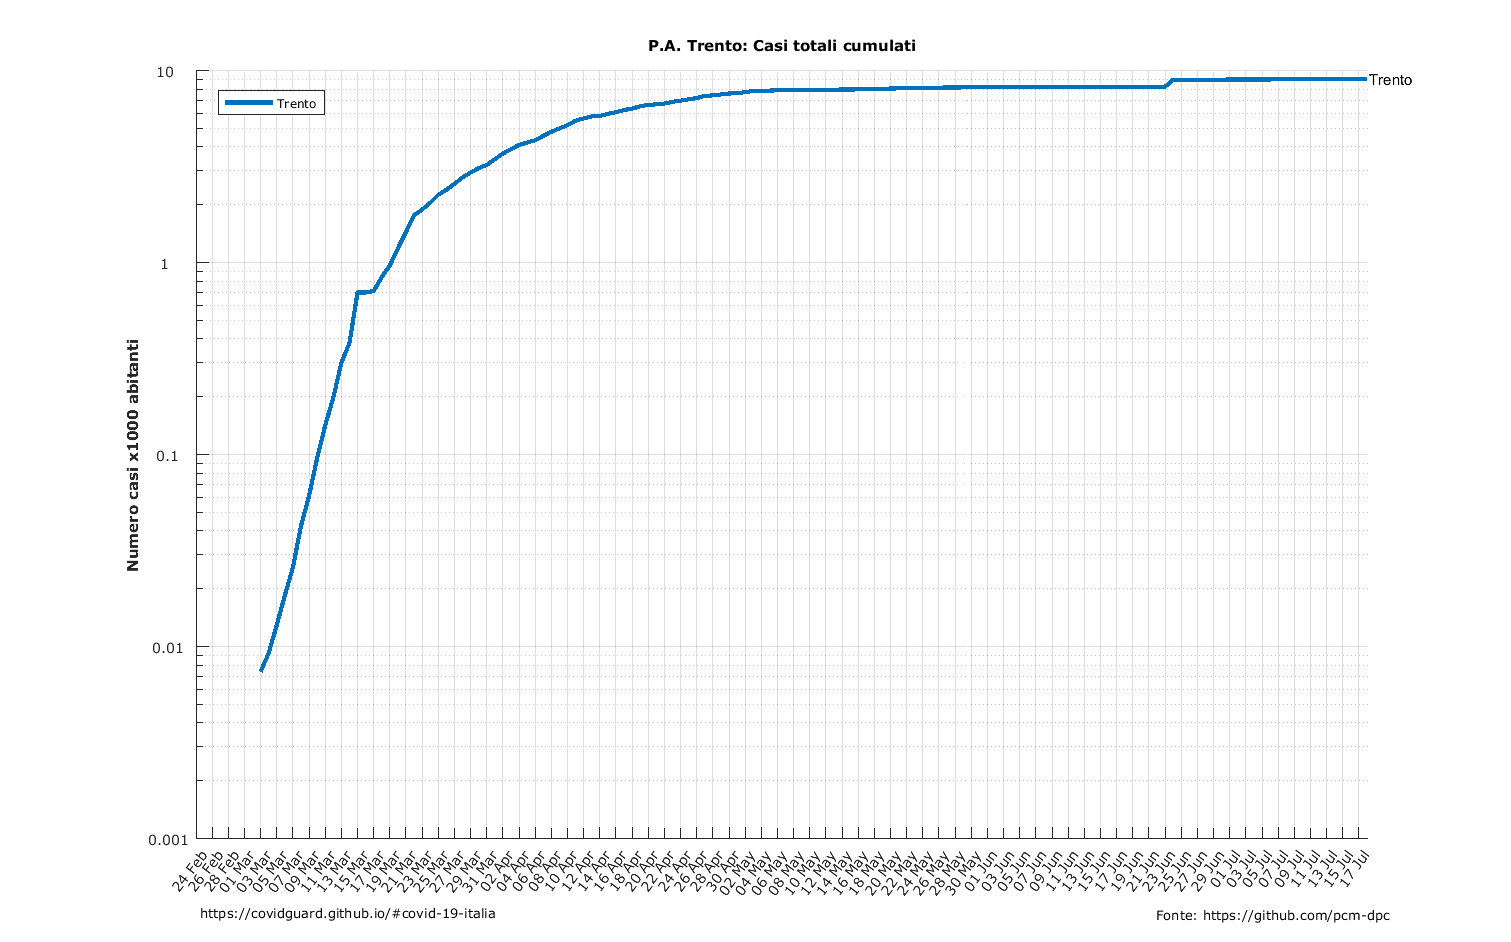 P.A. Trento: Casi totali cumulati
10
1
0.1
0.01
0.001
Numero casi x1000 abitanti
Trento
Trento
24 Feb
26 Feb
28 Feb
01 Mar
03 Mar
05 Mar
07 Mar
09 Mar
11 Mar
13 Mar
15 Mar
17 Mar
19 Mar
21 Mar
23 Mar
25 Mar
27 Mar
29 Mar
31 Mar
02 Apr
04 Apr
06 Apr
08 Apr
10 Apr
12 Apr
14 Apr
16 Apr
18 Apr
20 Apr
22 Apr
24 Apr
26 Apr
28 Apr
30 Apr
02 May
04 May
06 May
08 May
10 May
12 May
14 May
16 May
18 May
20 May
22 May
24 May
26 May
28 May
30 May
01 Jun
03 Jun
05 Jun
07 Jun
09 Jun
11 Jun
13 Jun
15 Jun
17 Jun
19 Jun
21 Jun
23 Jun
25 Jun
27 Jun
29 Jun
01 Jul
03 Jul
05 Jul
07 Jul
09 Jul
11 Jul
13 Jul
15 Jul
17 Jul
https://covidguard.github.io/#covid-19-italia
Fonte: https://github.com/pcm-dpc